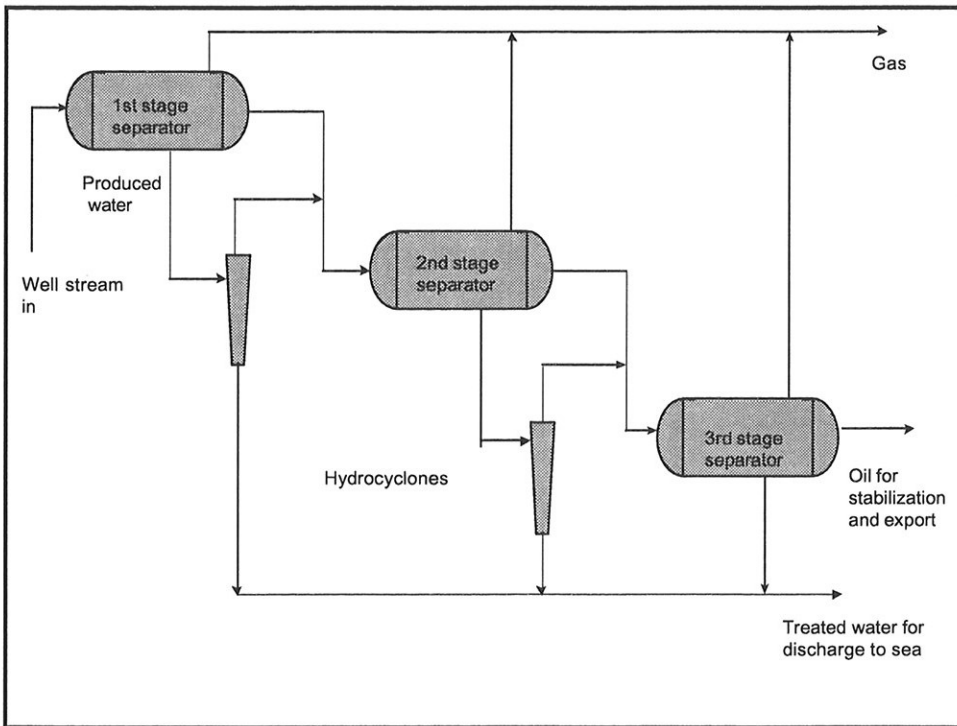 Gas
1st stage
separator
Produced
water
Well stream
in
2nd stage
separator
Hydrocyclones
3rd stage
separator
Oil for
stabilization
and export
Treated water for
discharge to sea